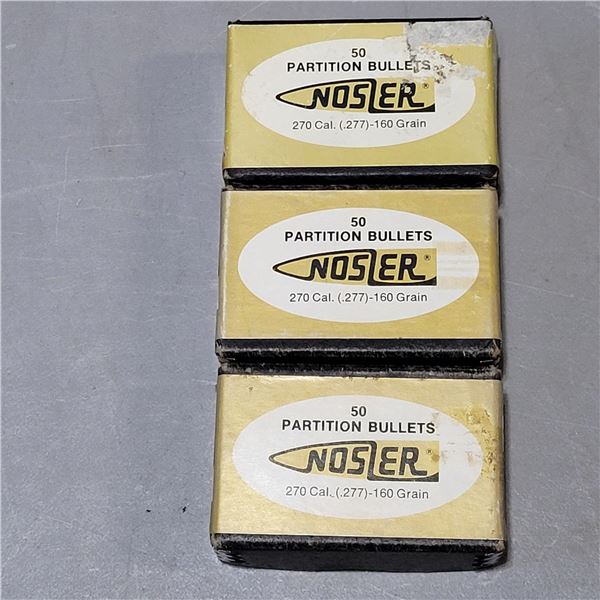 50
PARTITION BULLETS
NOSLER®
270 Cal. (.277)-160 Grain
50
PARTITION BULLETS
NOSLER®
270 Cal. (.277)-160 Grain
50
PARTITION BULLETS
NOSLER®
270 Cal. (.277)-160 Grain